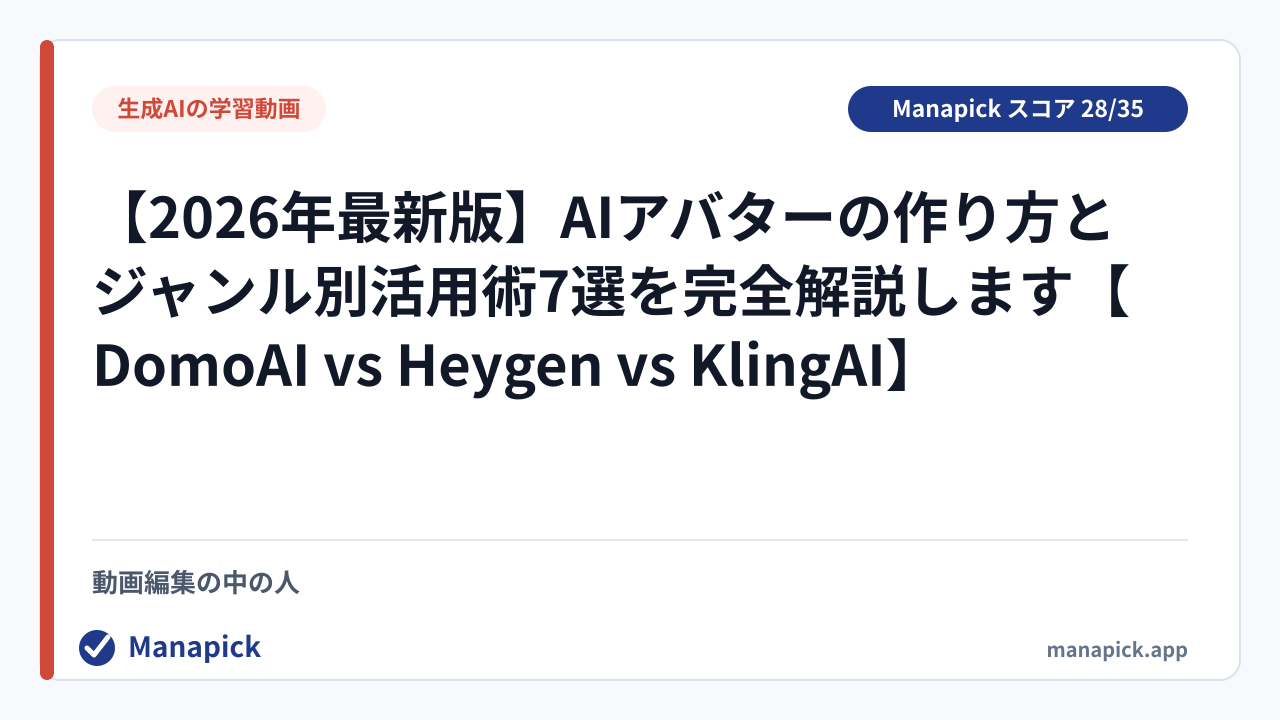 生成AIの学習動画
Manapick スコア 28/35
【2026年最新版】AIアバターの作り方と
ジャンル別活用術7選を完全解説します【
DomoAI vs Heygen vs KlingAI】
動画編集の中の人
Manapick
manapick.app